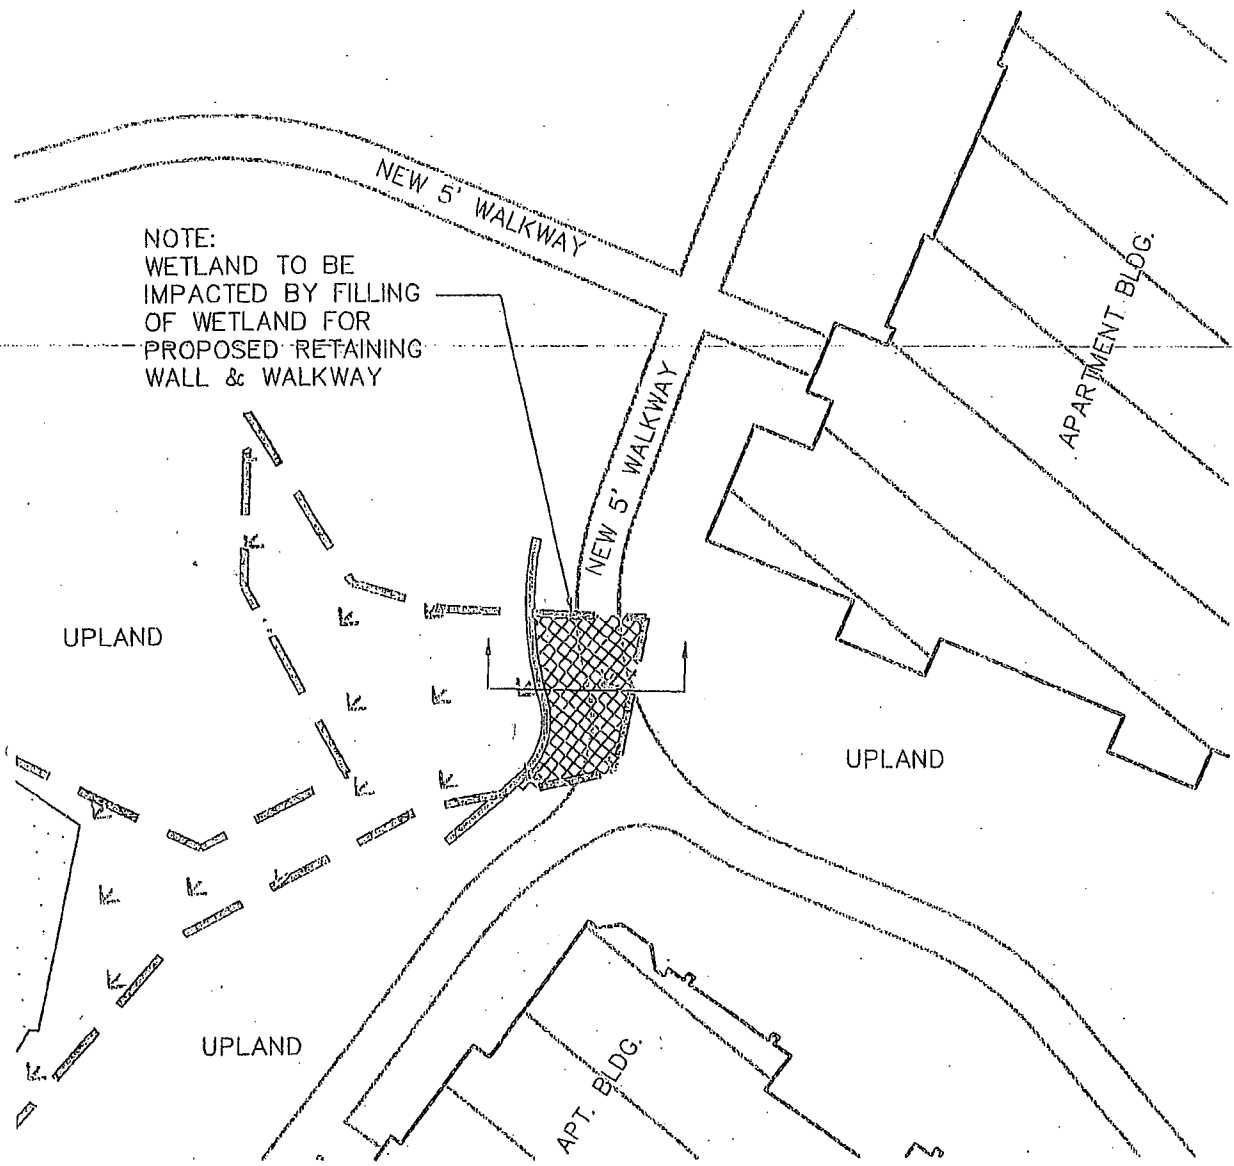 NEW 5' WALKWAY
NOTE:
WETLAND TO BE
IMPACTED BY FILLING
OF WETLAND FOR
PROPOSED RETAINING
WALL & WALKWAY
APARTMENT BLDG.
NEW 5' WALKWAY
UPLAND
UPLAND
UPLAND
APT. BLDG.